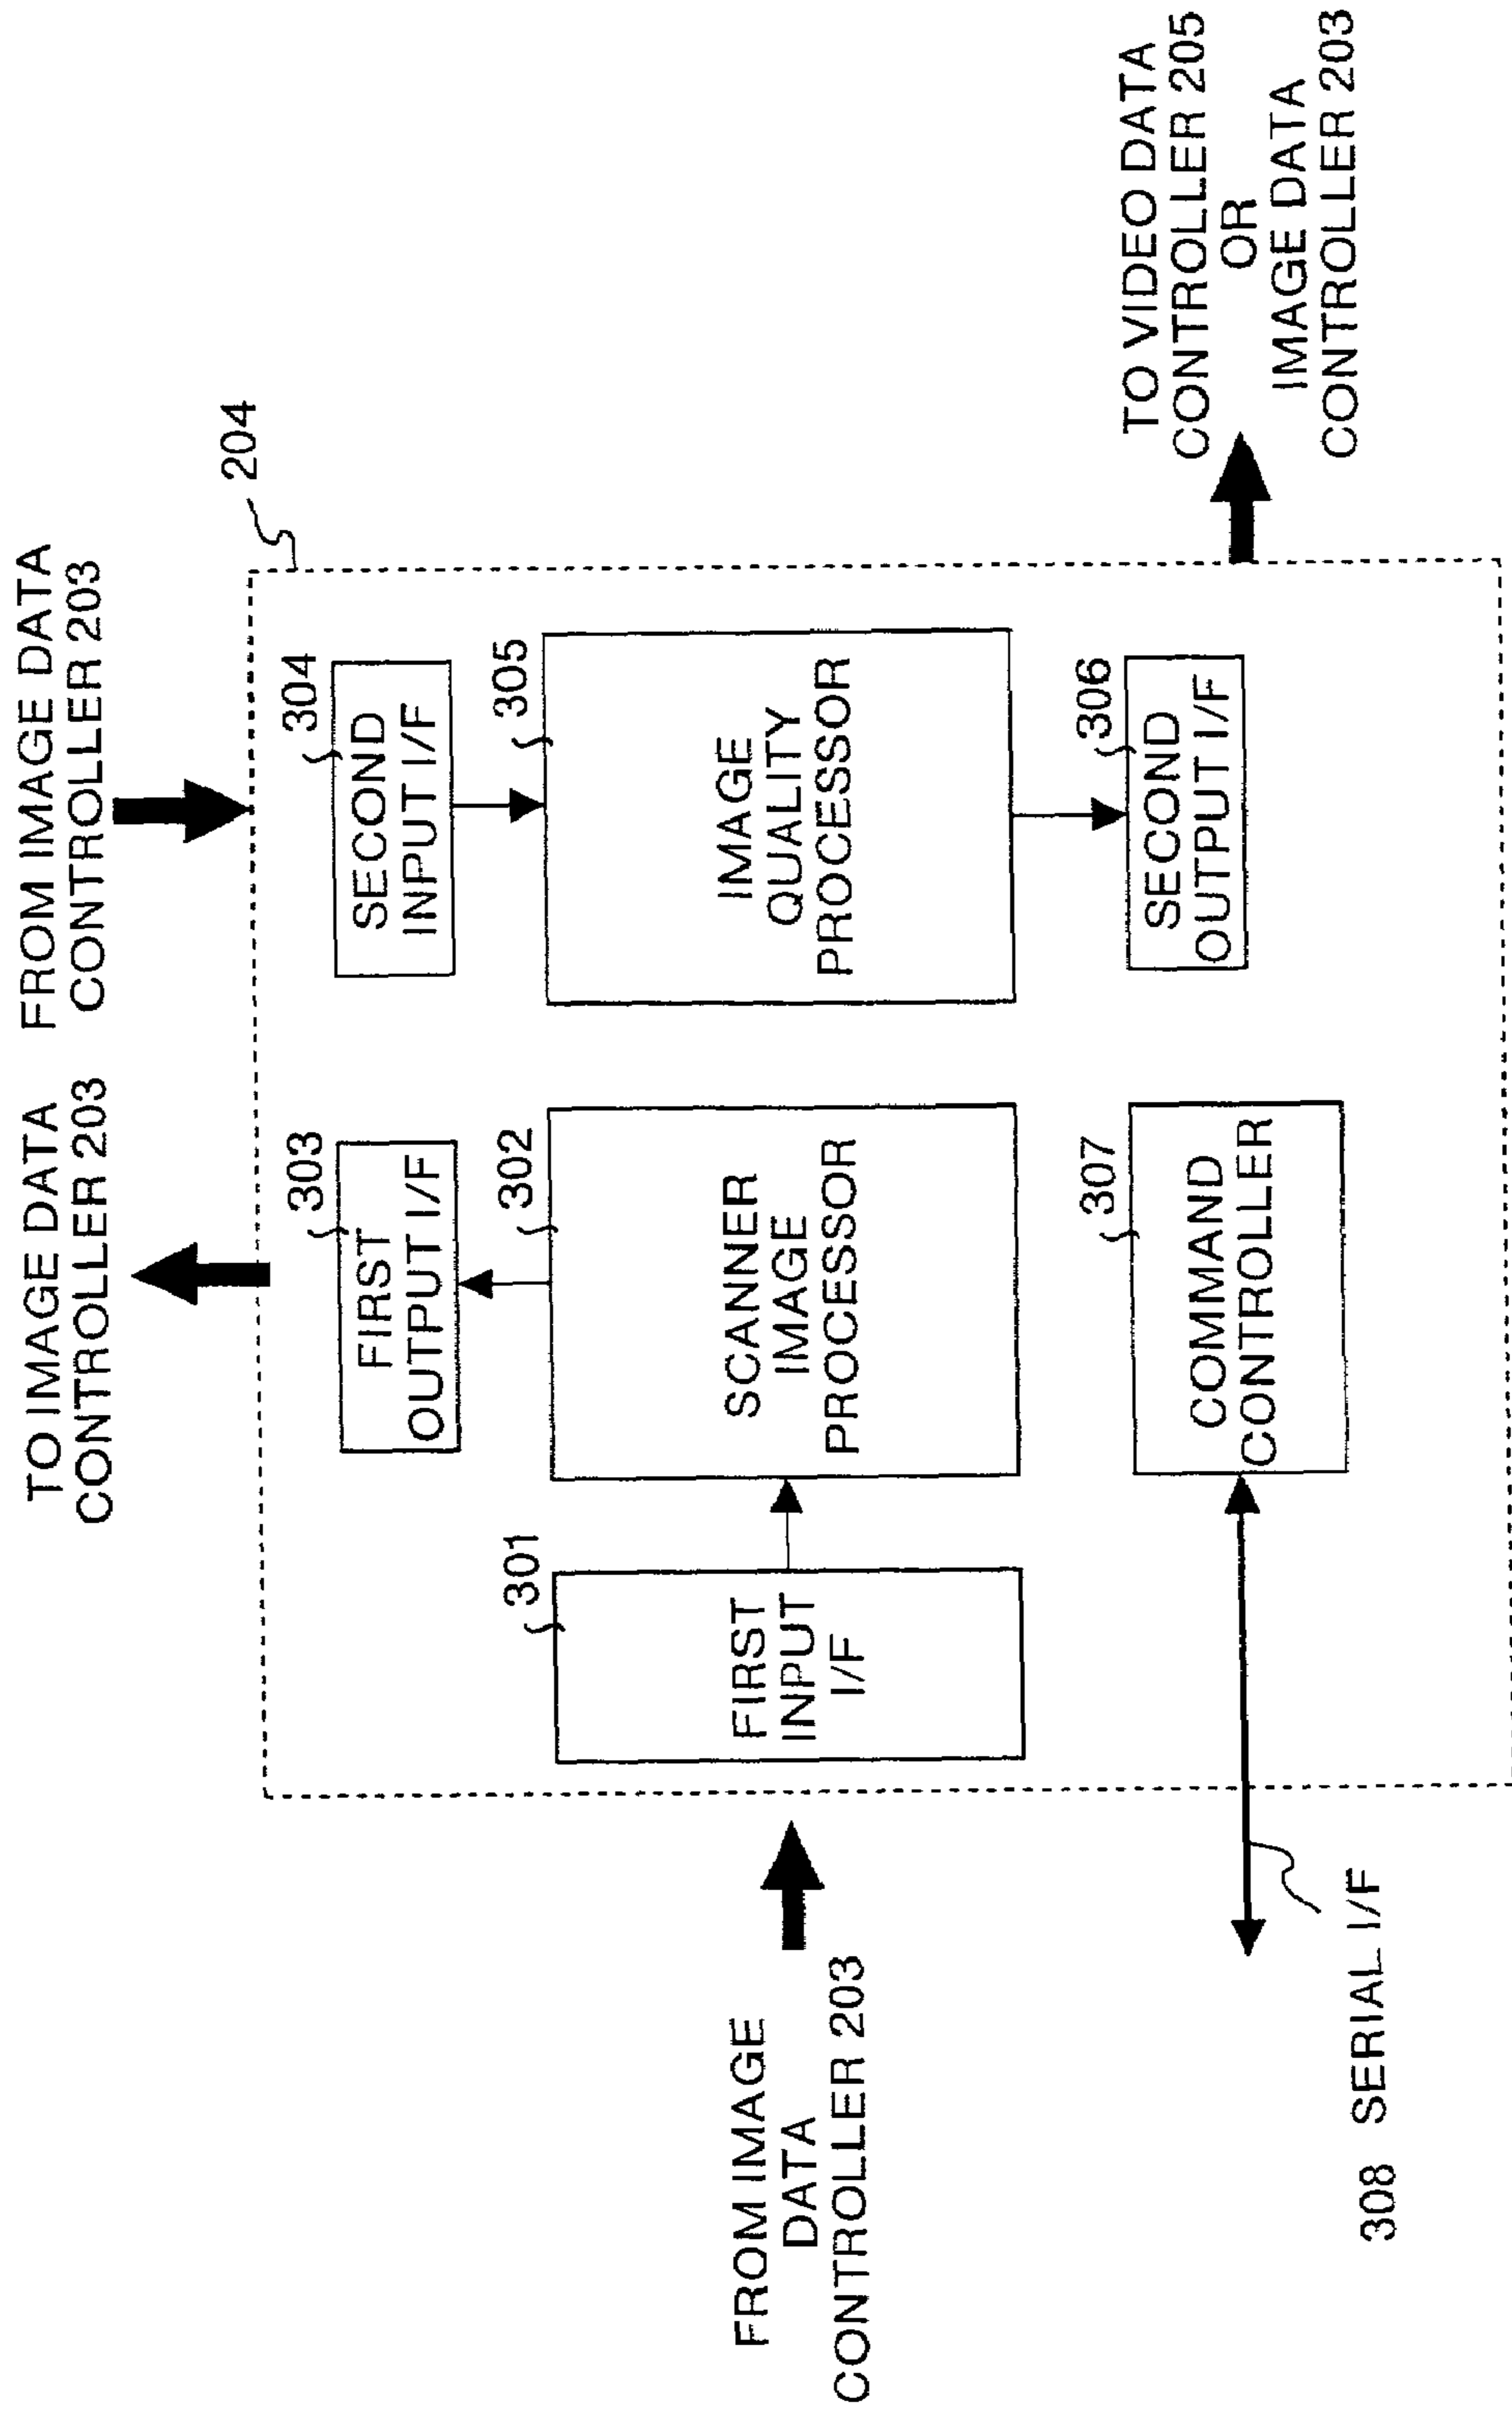 TO IMAGE DATA
CONTROLLER 203
FROM IMAGE DATA
CONTROLLER 203
204
303
FIRST
OUTPUT I/F
304
SECOND
INPUT I/F
301
FIRST
INPUT
I/F
302
SCANNER
IMAGE
PROCESSOR
305
IMAGE
QUALITY
PROCESSOR
FROM IMAGE
DATA
CONTROLLER 203
307
COMMAND
CONTROLLER
306
SECOND
OUTPUT I/F
TO VIDEO DATA
CONTROLLER 205
OR
IMAGE DATA
CONTROLLER 203
308 SERIAL I/F